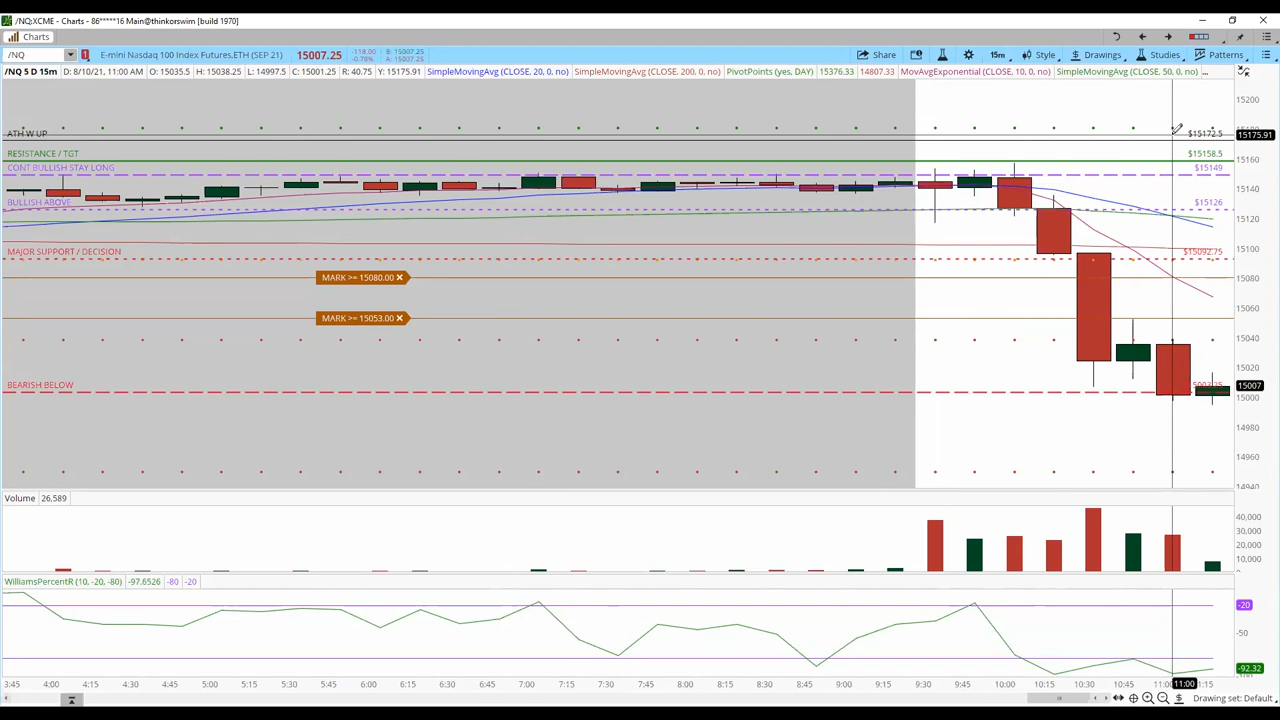 /NQ:XCME - Charts - 86*****16 Main@thinkorswim [build 1970]
Charts
/NQ 1 E-mini Nasdaq 100 Index Futures,ETH (SEP 21) 15007.25 -118.00 -0.78% B: 15007.25 A: 15007.25 Share 15m Style Drawings Studies Patterns
/NQ 5 D 15m D: 8/10/21, 11:00 AM O: 15035.5 H: 15038.25 L: 14997.5 C: 15001.25 R: 40.75 Y: 15175.91 SimpleMovingAvg (CLOSE, 20, 0, no) SimpleMovingAvg (CLOSE, 200, 0, no) PivotPoints (yes, DAY) 15376.33 14807.33 MovAvgExponential (CLOSE, 10, 0, no) SimpleMovingAvg (CLOSE, 50, 0, no) ...
15200
ATH W UP $15172.5 15175.91
RESISTANCE / TGT $15158.5 15160
CONT BULLISH STAY LONG $15149
15140
BULLISH ABOVE $15126
15120
MAJOR SUPPORT / DECISION $15092.75 15100
MARK >= 15080.00 15080
15060
MARK >= 15053.00
15040
15020
BEARISH BELOW 15007
15000
14980
14960
14940
Volume 26,589
40,000
30,000
20,000
10,000
WilliamsPercentR (10, -20, -80) -97.6526 -80 -20
-20
-50
-92.32
3:45 4:00 4:15 4:30 4:45 5:00 5:15 5:30 5:45 6:00 6:15 6:30 6:45 7:00 7:15 7:30 7:45 8:00 8:15 8:30 8:45 9:00 9:15 9:30 9:45 10:00 10:15 10:30 10:45 11:00 11:00
Drawing set: Default